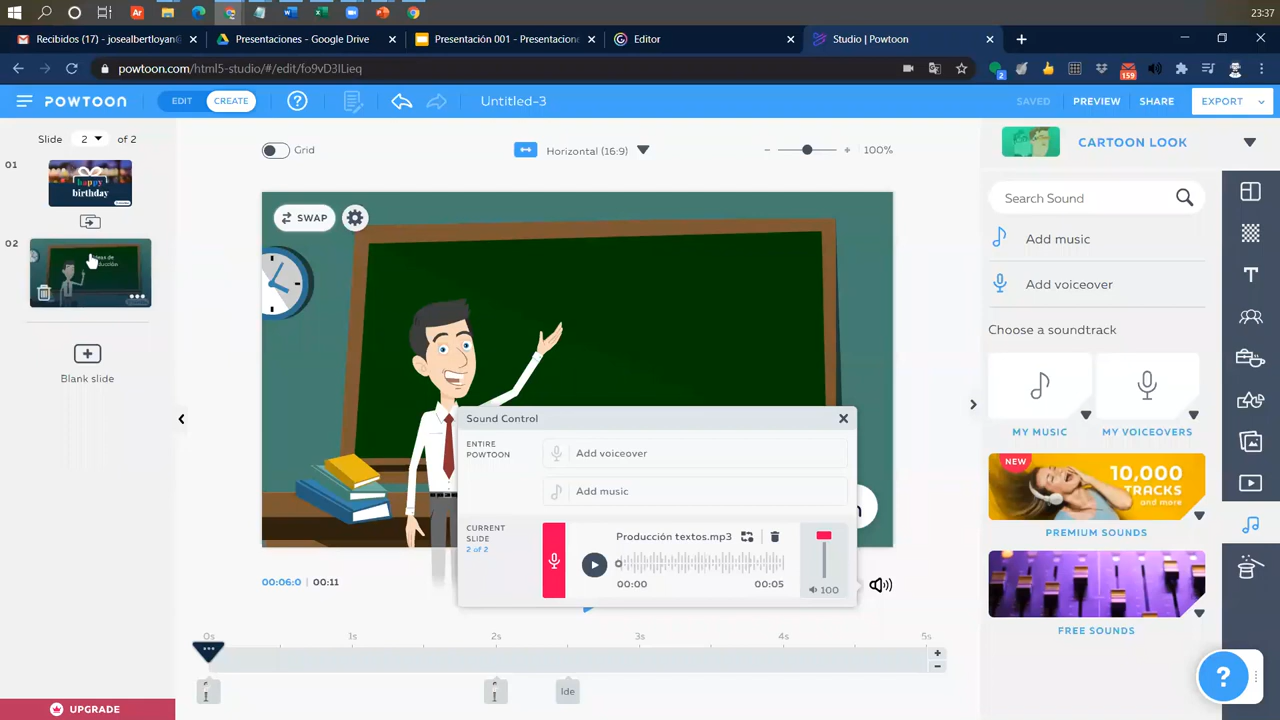 23:37
Recibidos (17) - josealbertloyan@
Presentaciones - Google Drive
Presentación 001 - Presentacione
Editor
Studio | Powtoon
powtoon.com/html5-studio/#/edit/fo9vD3ILieq
2
159
POWTOON
EDIT
CREATE
Untitled-3
SAVED
PREVIEW
SHARE
EXPORT
Slide 2 of 2
Grid
Horizontal (16:9)
100%
CARTOON LOOK
01
happy
birthday
SWAP
Search Sound
Add music
02
Add voiceover
Choose a soundtrack
Blank slide
MY MUSIC
MY VOICEOVERS
Sound Control
ENTIRE
POWTOON
Add voiceover
Add music
NEW
10,000
TRACKS
and more
PREMIUM SOUNDS
CURRENT
SLIDE
2 of 2
Producción textos.mp3
00:00
00:05
100
00:06.0 | 00:11
FREE SOUNDS
0s
1s
2s
3s
4s
5s
Ide
UPGRADE